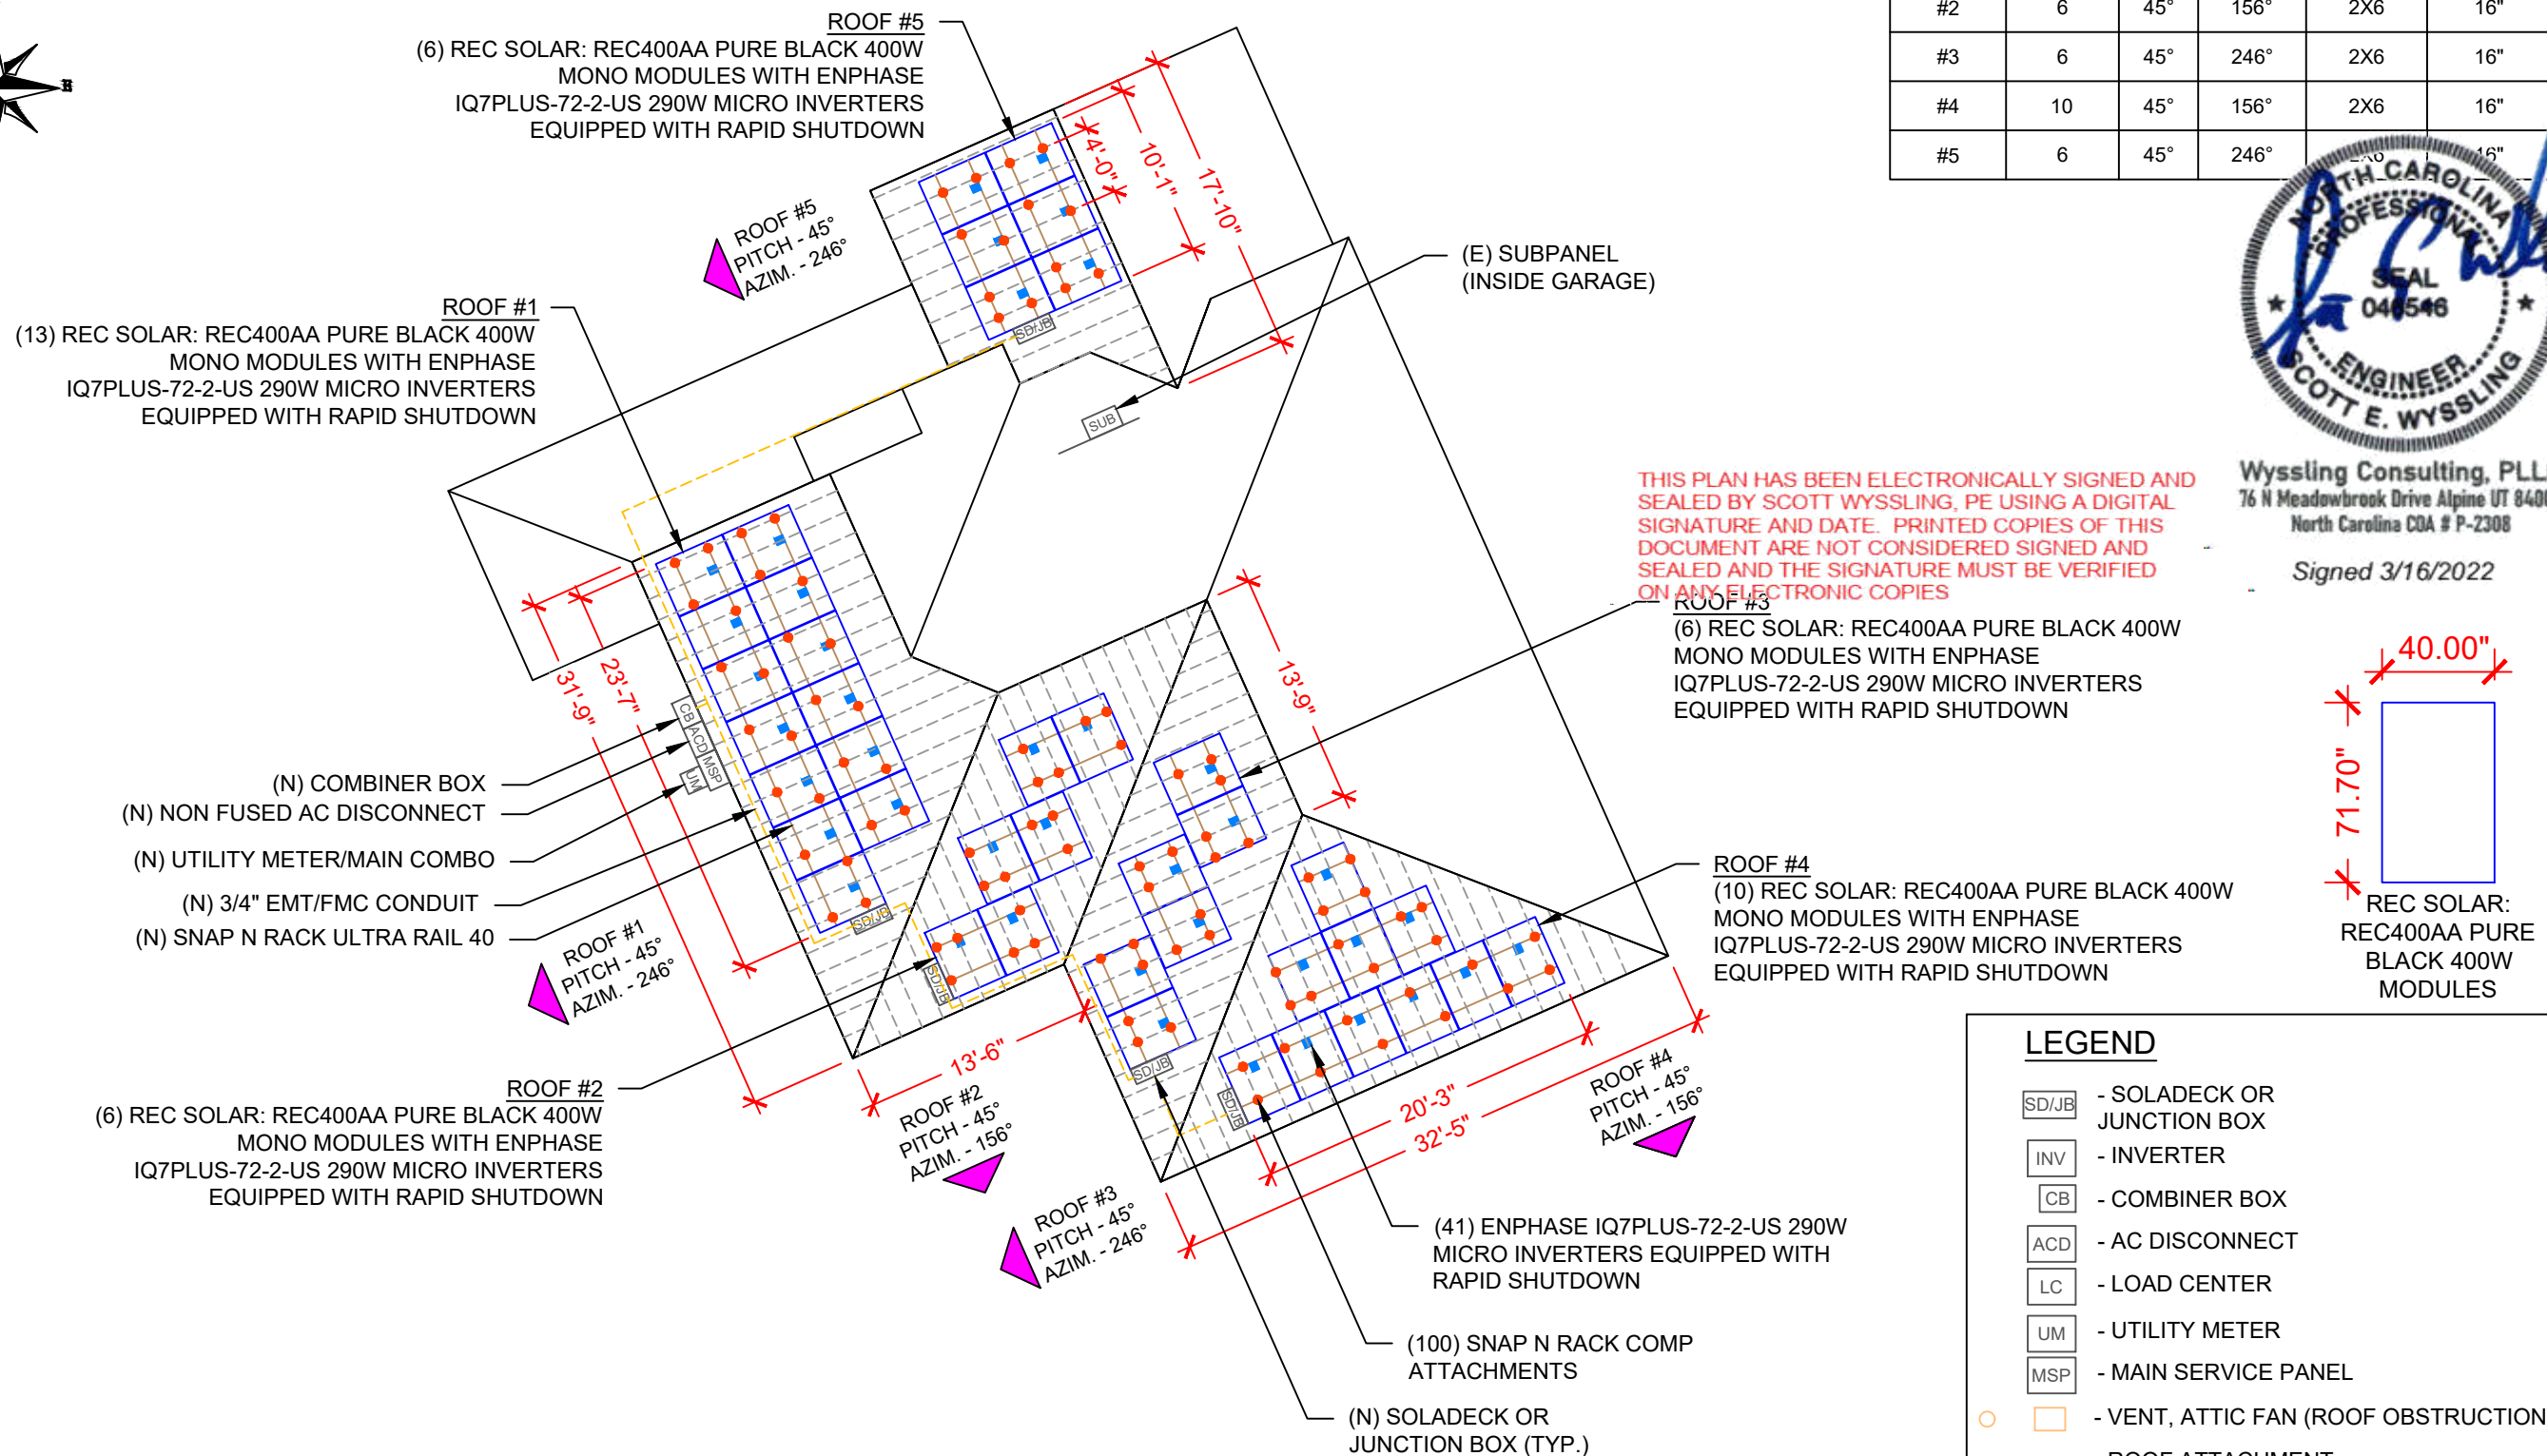 ROOF #5
(6) REC SOLAR: REC400AA PURE BLACK 400W
MONO MODULES WITH ENPHASE
IQ7PLUS-72-2-US 290W MICRO INVERTERS
EQUIPPED WITH RAPID SHUTDOWN
#2 6 45° 156° 2X6 16"
#3 6 45° 246° 2X6 16"
#4 10 45° 156° 2X6 16"
#5 6 45° 246°
NORTH CAROLINA
PROFESSIONAL
SEAL
046546
ENGINEER
SCOTT E. WYSSLING
Wyssling Consulting,
76 N Meadowbrook Drive Alpine UT
North Carolina COA # P-2308
Signed 3/16/2022
4'-0"
10'-1"
17'-10"
ROOF #5
PITCH - 45°
AZIM. - 246°
SD/JB
(E) SUBPANEL
(INSIDE GARAGE)
SUB
ROOF #1
(13) REC SOLAR: REC400AA PURE BLACK 400W
MONO MODULES WITH ENPHASE
IQ7PLUS-72-2-US 290W MICRO INVERTERS
EQUIPPED WITH RAPID SHUTDOWN
THIS PLAN HAS BEEN ELECTRONICALLY SIGNED AND
SEALED BY SCOTT WYSSLING, PE USING A DIGITAL
SIGNATURE AND DATE. PRINTED COPIES OF THIS
DOCUMENT ARE NOT CONSIDERED SIGNED AND
SEALED AND THE SIGNATURE MUST BE VERIFIED
ON ANY ELECTRONIC COPIES
ROOF #3
(6) REC SOLAR: REC400AA PURE BLACK 400W
MONO MODULES WITH ENPHASE
IQ7PLUS-72-2-US 290W MICRO INVERTERS
EQUIPPED WITH RAPID SHUTDOWN
40.00"
71.70"
REC SOLAR:
REC400AA PURE
BLACK 400W
MODULES
31'-9"
23'-7"
13'-9"
CB
ACD
MSP
UM
(N) COMBINER BOX
(N) NON FUSED AC DISCONNECT
(N) UTILITY METER/MAIN COMBO
(N) 3/4" EMT/FMC CONDUIT
(N) SNAP N RACK ULTRA RAIL 40
SD/JB
ROOF #1
PITCH - 45°
AZIM. - 246°
SD/JB
ROOF #4
(10) REC SOLAR: REC400AA PURE BLACK 400W
MONO MODULES WITH ENPHASE
IQ7PLUS-72-2-US 290W MICRO INVERTERS
EQUIPPED WITH RAPID SHUTDOWN
13'-6"
SD/JB
SD/JB
20'-3"
32'-5"
ROOF #4
PITCH - 45°
AZIM. - 156°
ROOF #2
(6) REC SOLAR: REC400AA PURE BLACK 400W
MONO MODULES WITH ENPHASE
IQ7PLUS-72-2-US 290W MICRO INVERTERS
EQUIPPED WITH RAPID SHUTDOWN
ROOF #2
PITCH - 45°
AZIM. - 156°
ROOF #3
PITCH - 45°
AZIM. - 246°
(41) ENPHASE IQ7PLUS-72-2-US 290W
MICRO INVERTERS EQUIPPED WITH
RAPID SHUTDOWN
(100) SNAP N RACK COMP
ATTACHMENTS
(N) SOLADECK OR
JUNCTION BOX (TYP.)
LEGEND
SD/JB - SOLADECK OR
JUNCTION BOX
INV - INVERTER
CB - COMBINER BOX
ACD - AC DISCONNECT
LC - LOAD CENTER
UM - UTILITY METER
MSP - MAIN SERVICE PANEL
- VENT, ATTIC FAN (ROOF OBSTRUCTION
ROOF ATTACHMENT